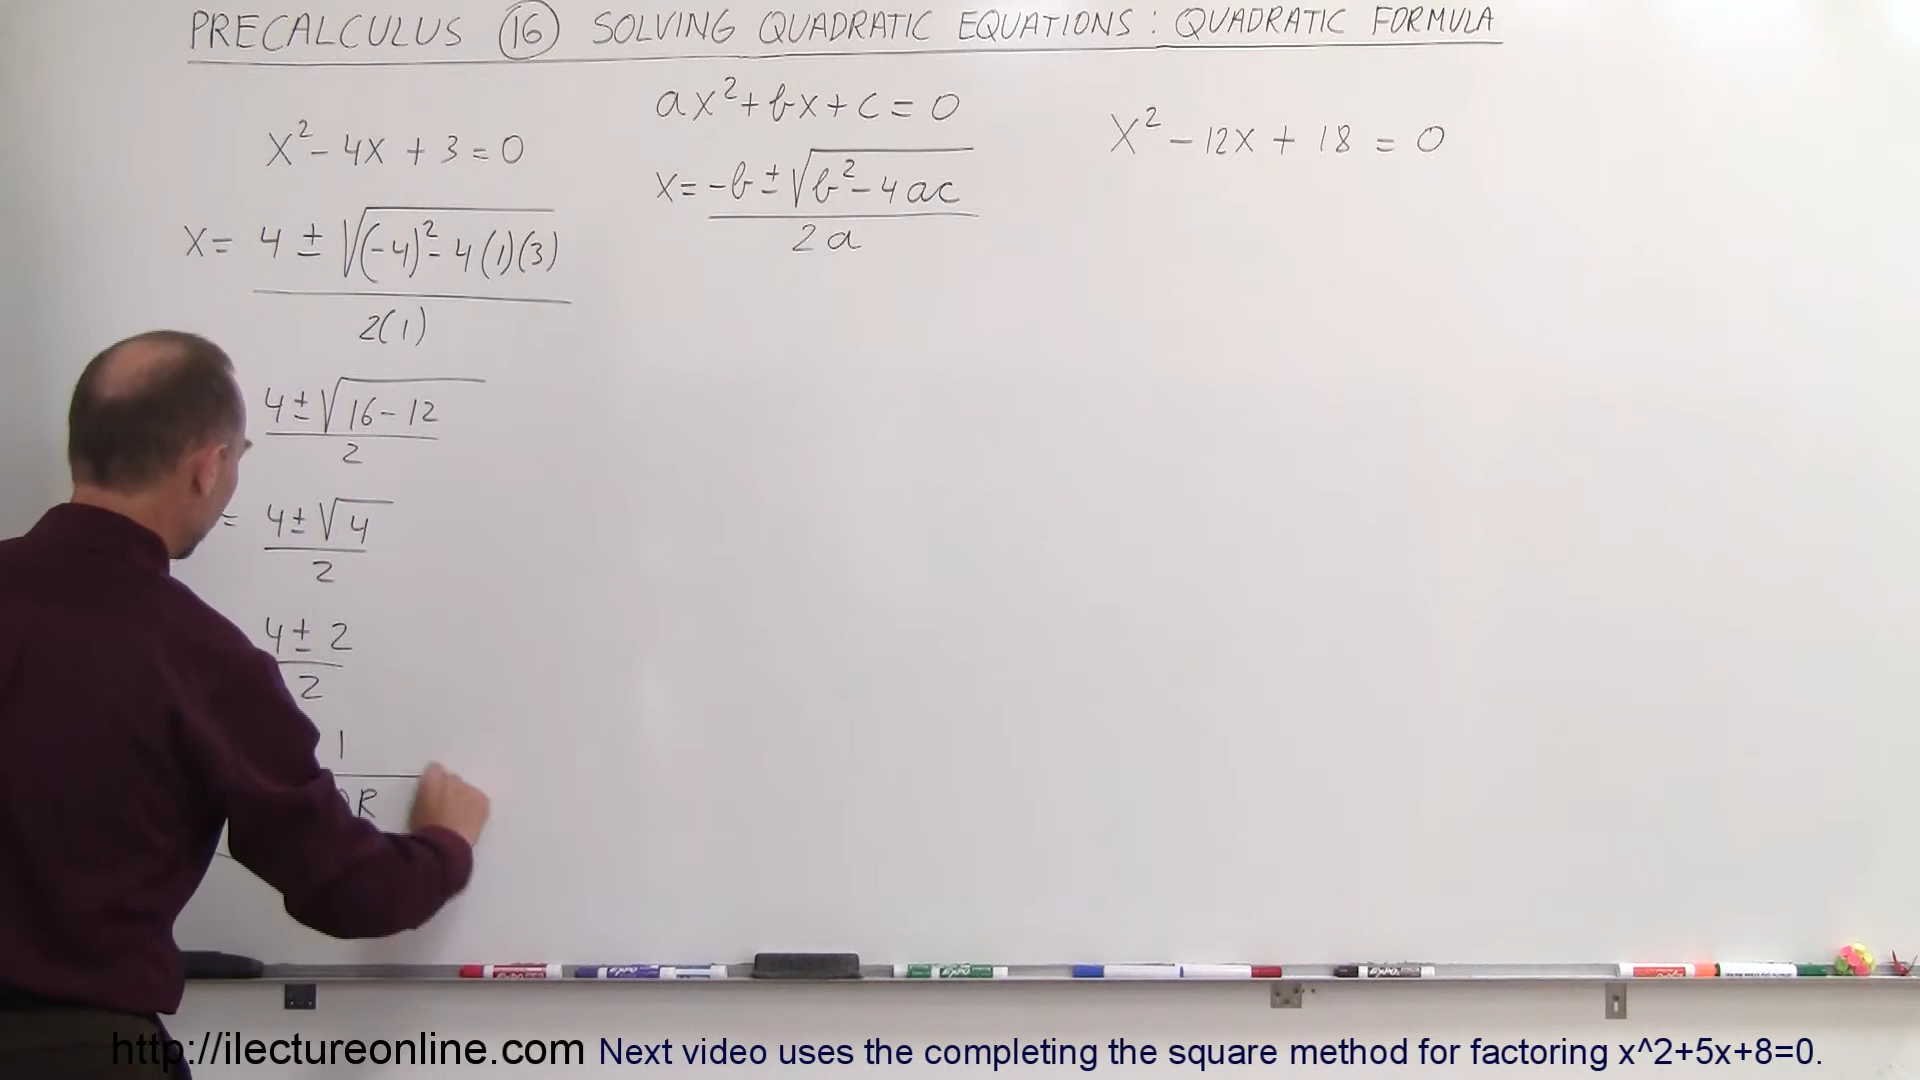 PRECALCULUS 16 SOLVING QUADRATIC EQUATIONS : QUADRATIC FORMULA
x² - 4x + 3 = 0
x = 4 ± √(-4)² - 4(1)(3)
2(1)
4 ± √16 - 12
2
= 4 ± √4
2
4 ± 2
2
1
OR
ax² + bx + c = 0
x = -b ± √b² - 4ac
2a
x² - 12x + 18 = 0
http://ilectureonline.com Next video uses the completing the square method for factoring x^2+5x+8=0.